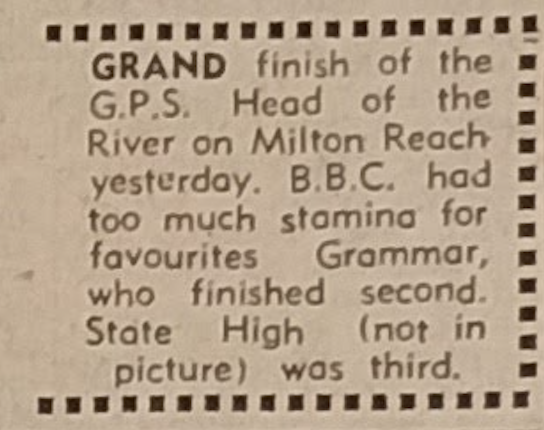 GRAND finish of the
G.P.S. Head of the
River on Milton Reach
yesterday. B.B.C. had
too much stamina for
favourites Grammar,
who finished second.
State High (not in
picture) was third.